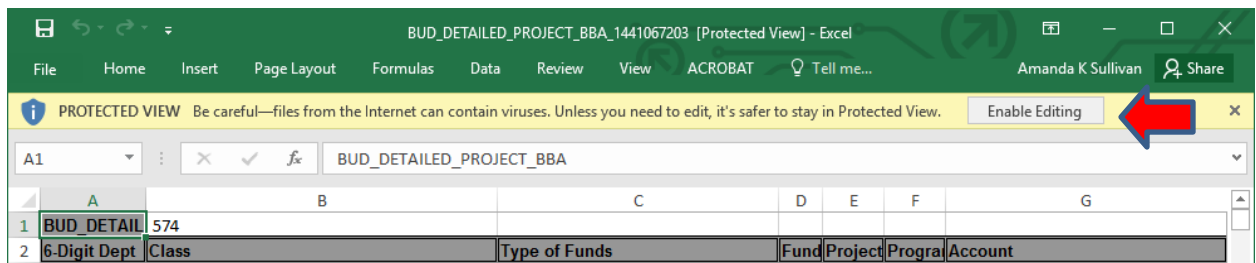 BUD_DETAILED_PROJECT_BBA_1441067203 [Protected View] - Excel
File Home Insert Page Layout Formulas Data Review View ACROBAT Tell me... Amanda K Sullivan Share
PROTECTED VIEW Be careful—files from the Internet can contain viruses. Unless you need to edit, it's safer to stay in Protected View. Enable Editing
A1 fx BUD_DETAILED_PROJECT_BBA
A B C D E F G
1 BUD_DETAIL 574
2 6-Digit Dept Class Type of Funds Fund Project Prograi Account